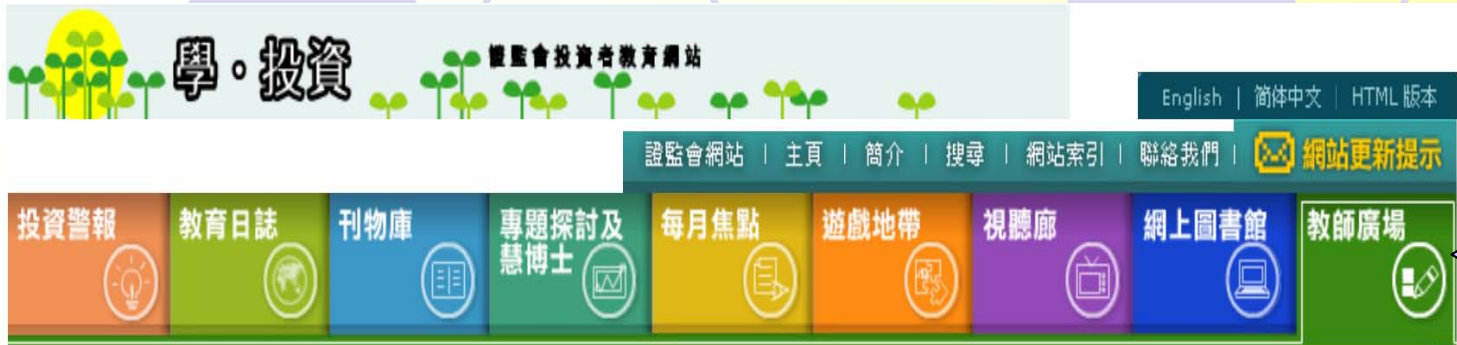 學。投資
證監會投資者教育網站
English | 简体中文 | HTML 版本
證監會網站 | 主頁 | 簡介 | 搜尋 | 網站索引 | 聯絡我們 | 網站更新提示
投資警報
教育日誌
刊物庫
專題探討及
慧博士
每月焦點
遊戲地帶
視聽廊
網上圖書館
教師廣場